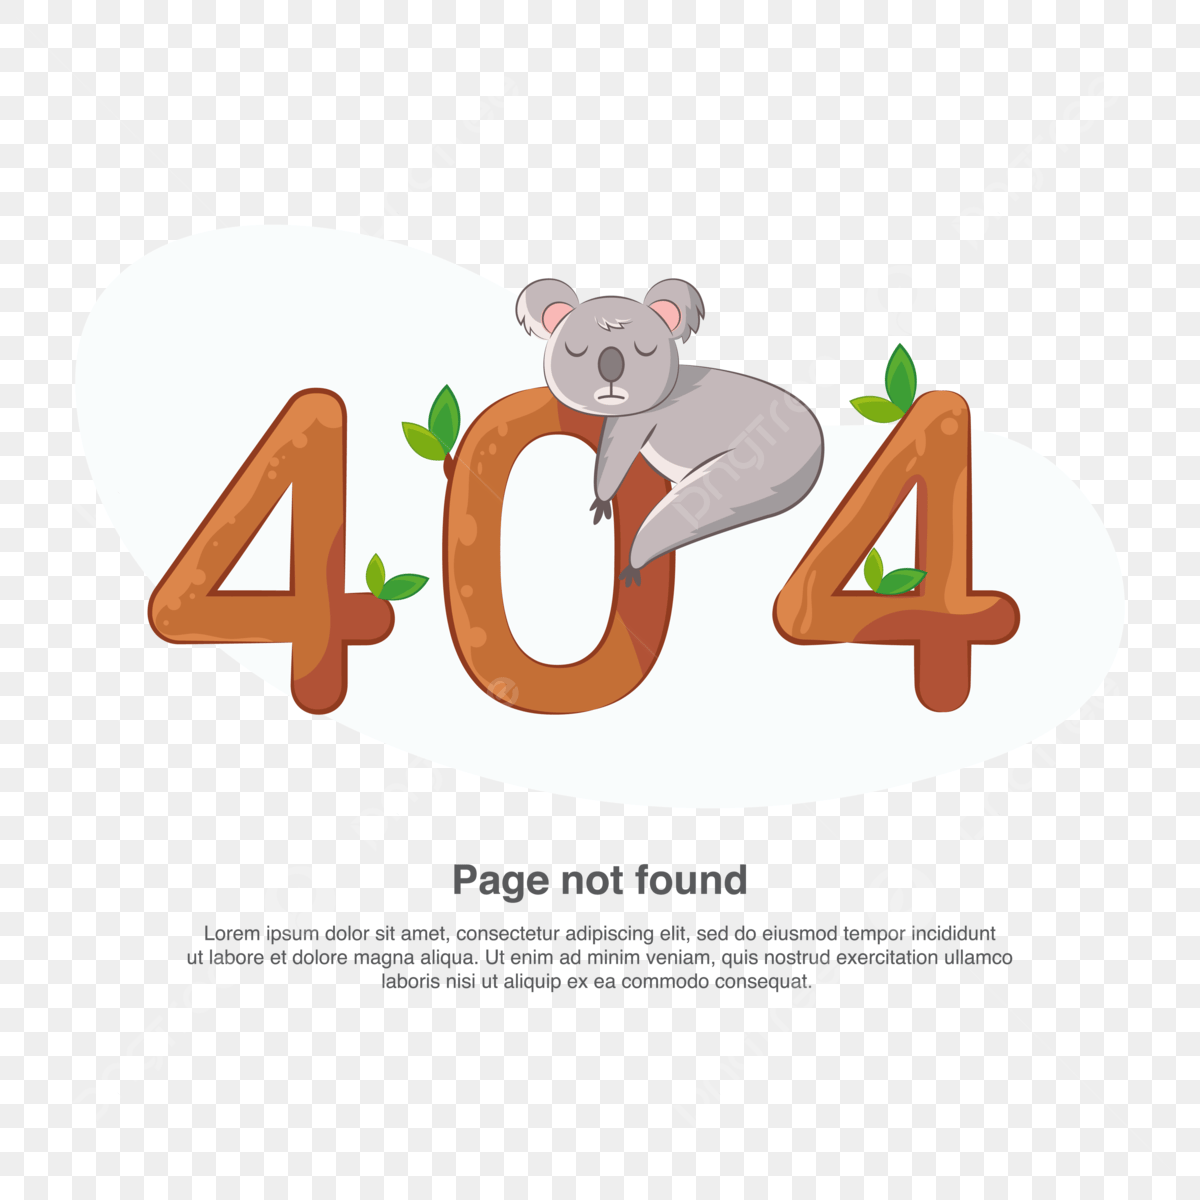 404
Page not found
Lorem ipsum dolor sit amet, consectetur adipiscing elit, sed do eiusmod tempor incididunt
ut labore et dolore magna aliqua. Ut enim ad minim veniam, quis nostrud exercitation ullamco
laboris nisi ut aliquip ex ea commodo consequat.